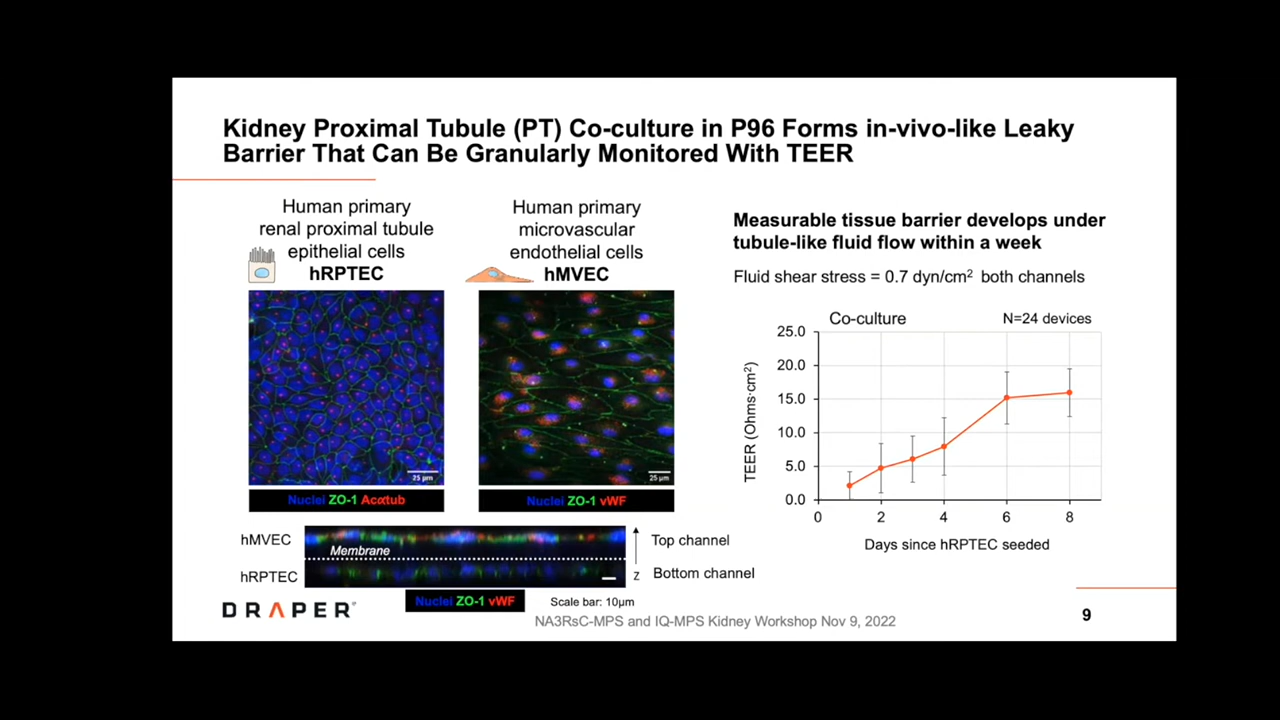 Kidney Proximal Tubule (PT) Co-culture in P96 Forms in-vivo-like Leaky
Barrier That Can Be Granularly Monitored With TEER
Human primary
renal proximal tubule
epithelial cells
hRPTEC
Human primary
microvascular
endothelial cells
hMVEC
25 μm
25 μm
Nuclei ZO-1 Acαtub
Nuclei ZO-1 vWF
hMVEC
Membrane
hRPTEC
Top channel
Z
Bottom channel
Nuclei ZO-1 vWF
Scale bar: 10μm
Measurable tissue barrier develops under
tubule-like fluid flow within a week
Fluid shear stress = 0.7 dyn/cm² both channels
Co-culture
N=24 devices
TEER (Ohms·cm²)
25.0
20.0
15.0
10.0
5.0
0.0
0 2 4 6 8
Days since hRPTEC seeded
DRAPER®
NA3RsC-MPS and IQ-MPS Kidney Workshop Nov 9, 2022
9